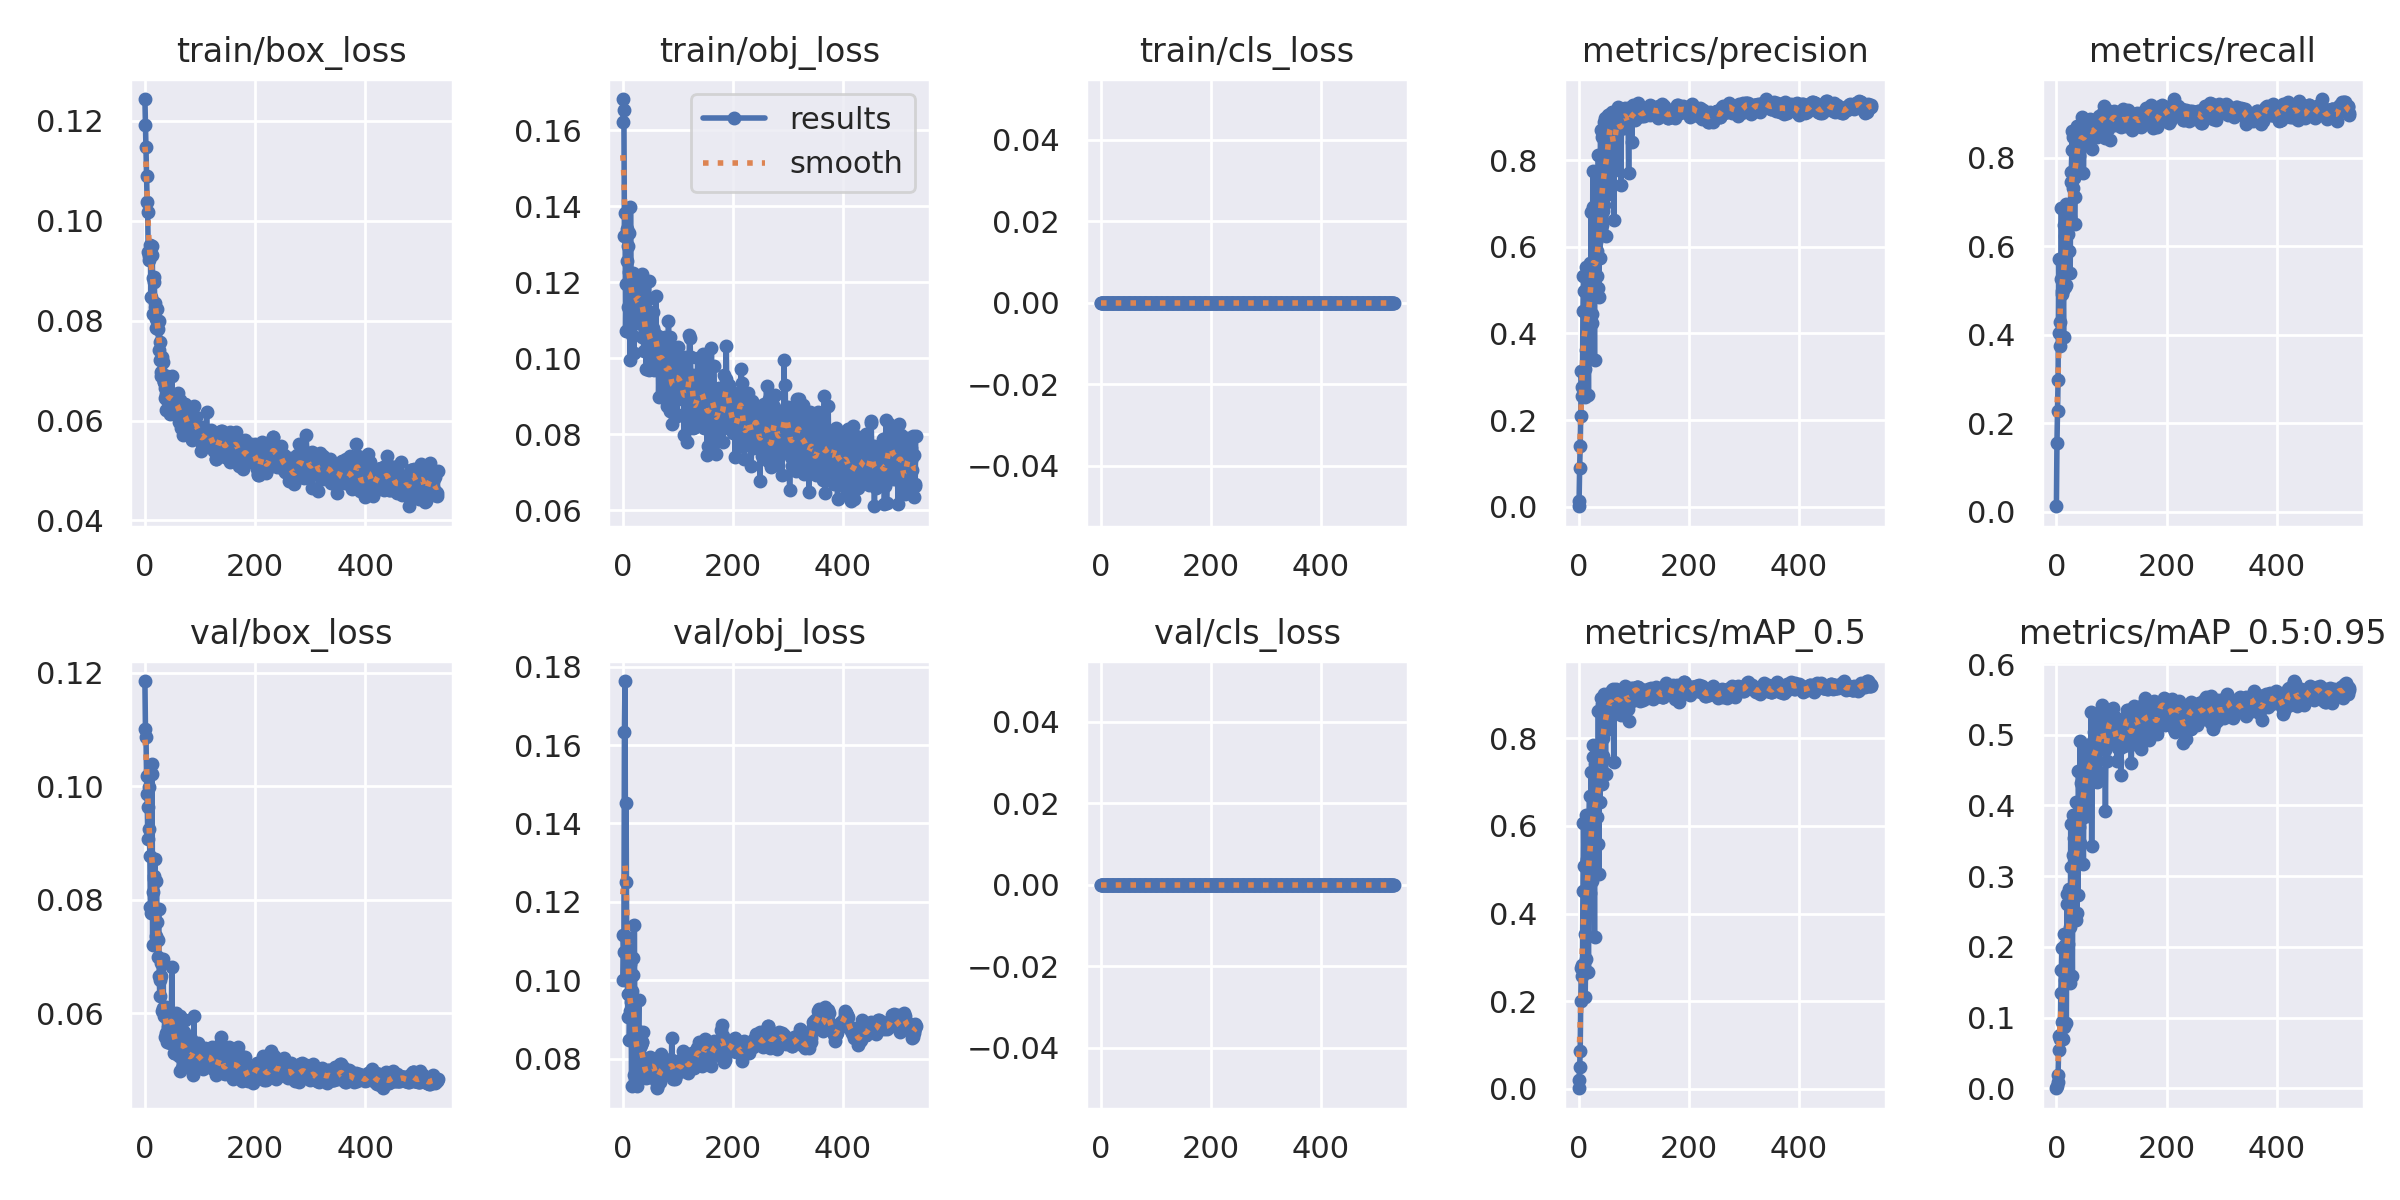 train/box_loss
0.12
0.10
0.08
0.06
0.04
0 200 400
train/obj_loss
results
smooth
0.16
0.14
0.12
0.10
0.08
0.06
0 200 400
train/cls_loss
0.04
0.02
0.00
−0.02
−0.04
0 200 400
metrics/precision
0.8
0.6
0.4
0.2
0.0
0 200 400
metrics/recall
0.8
0.6
0.4
0.2
0.0
0 200 400
val/box_loss
0.12
0.10
0.08
0.06
0 200 400
val/obj_loss
0.18
0.16
0.14
0.12
0.10
0.08
0 200 400
val/cls_loss
0.04
0.02
0.00
−0.02
−0.04
0 200 400
metrics/mAP_0.5
0.8
0.6
0.4
0.2
0.0
0 200 400
metrics/mAP_0.5:0.95
0.6
0.5
0.4
0.3
0.2
0.1
0.0
0 200 400